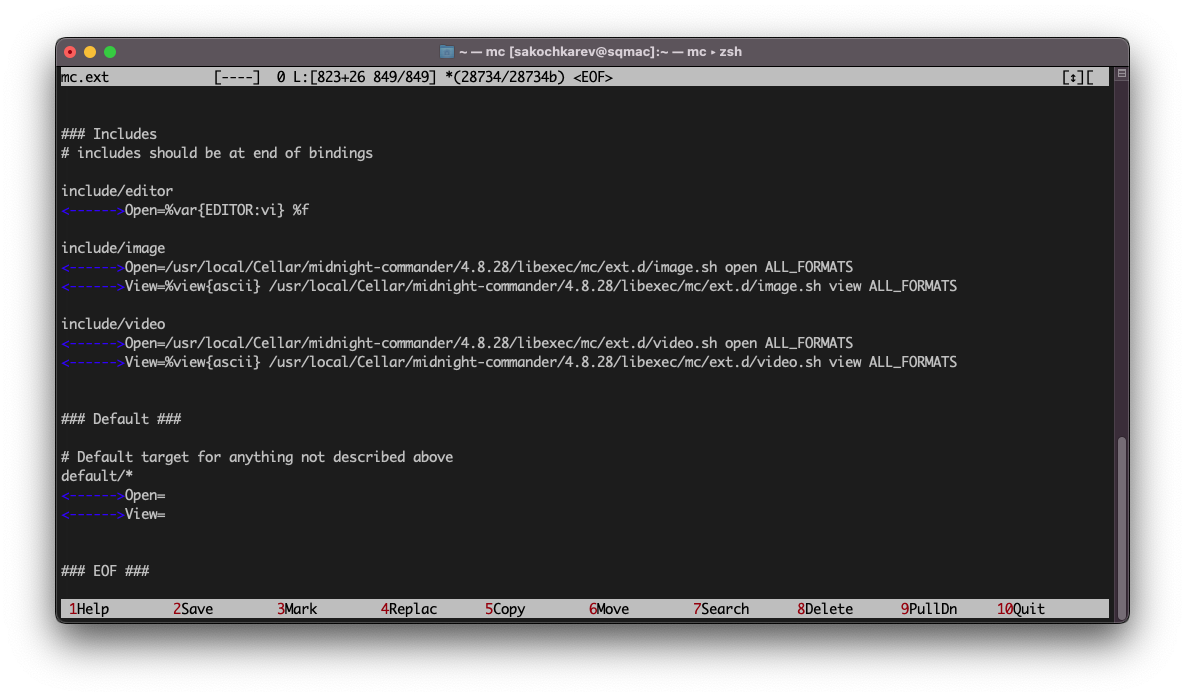 ~ — mc [sakochkarev@sqmac]:~ — mc ▸ zsh
mc.ext [----] 0 L:[823+26 849/849] *(28734/28734b) <EOF> [↕][
### Includes
# includes should be at end of bindings
include/editor
<------>Open=%var{EDITOR:vi} %f
include/image
<------>Open=/usr/local/Cellar/midnight-commander/4.8.28/libexec/mc/ext.d/image.sh open ALL_FORMATS
<------>View=%view{ascii} /usr/local/Cellar/midnight-commander/4.8.28/libexec/mc/ext.d/image.sh view ALL_FORMATS
include/video
<------>Open=/usr/local/Cellar/midnight-commander/4.8.28/libexec/mc/ext.d/video.sh open ALL_FORMATS
<------>View=%view{ascii} /usr/local/Cellar/midnight-commander/4.8.28/libexec/mc/ext.d/video.sh view ALL_FORMATS
### Default ###
# Default target for anything not described above
default/*
<------>Open=
<------>View=
### EOF ###
1Help 2Save 3Mark 4Replac 5Copy 6Move 7Search 8Delete 9PullDn 10Quit